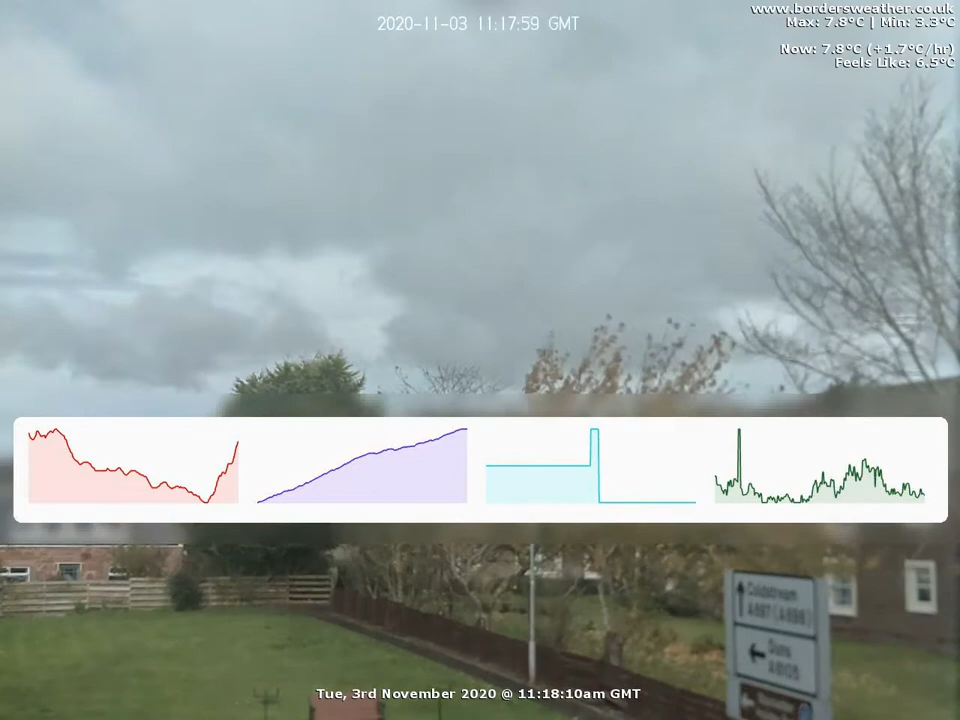 www.bordersweather.co.uk
2020-11-03 11:17:59 GMT
Max: 7.8°C | Min: 3.3°C
Now: 7.8°C (+1.7°C/hr)
Feels Like: 6.5°C
Coldstream
A697 (A698)
Duns
A6105
Tue, 3rd November 2020 @ 11:18:10am GMT